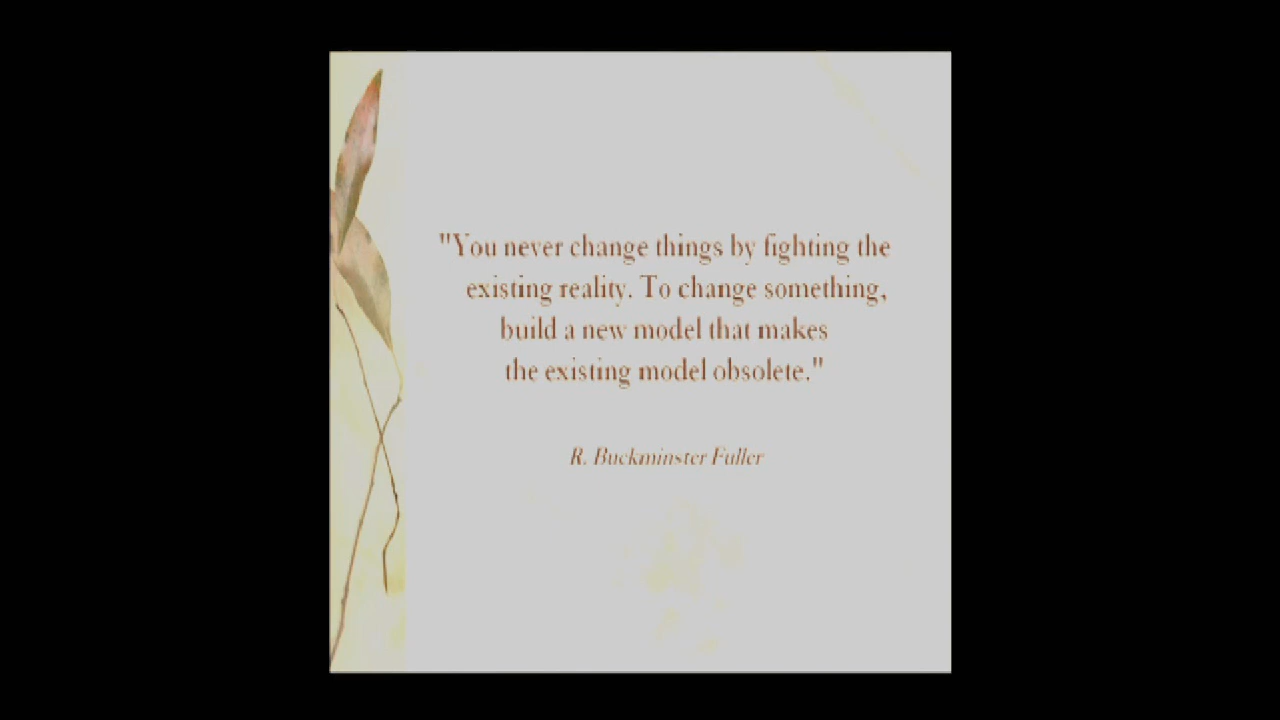 "You never change things by fighting the
existing reality. To change something,
build a new model that makes
the existing model obsolete."
R. Buckminster Fuller